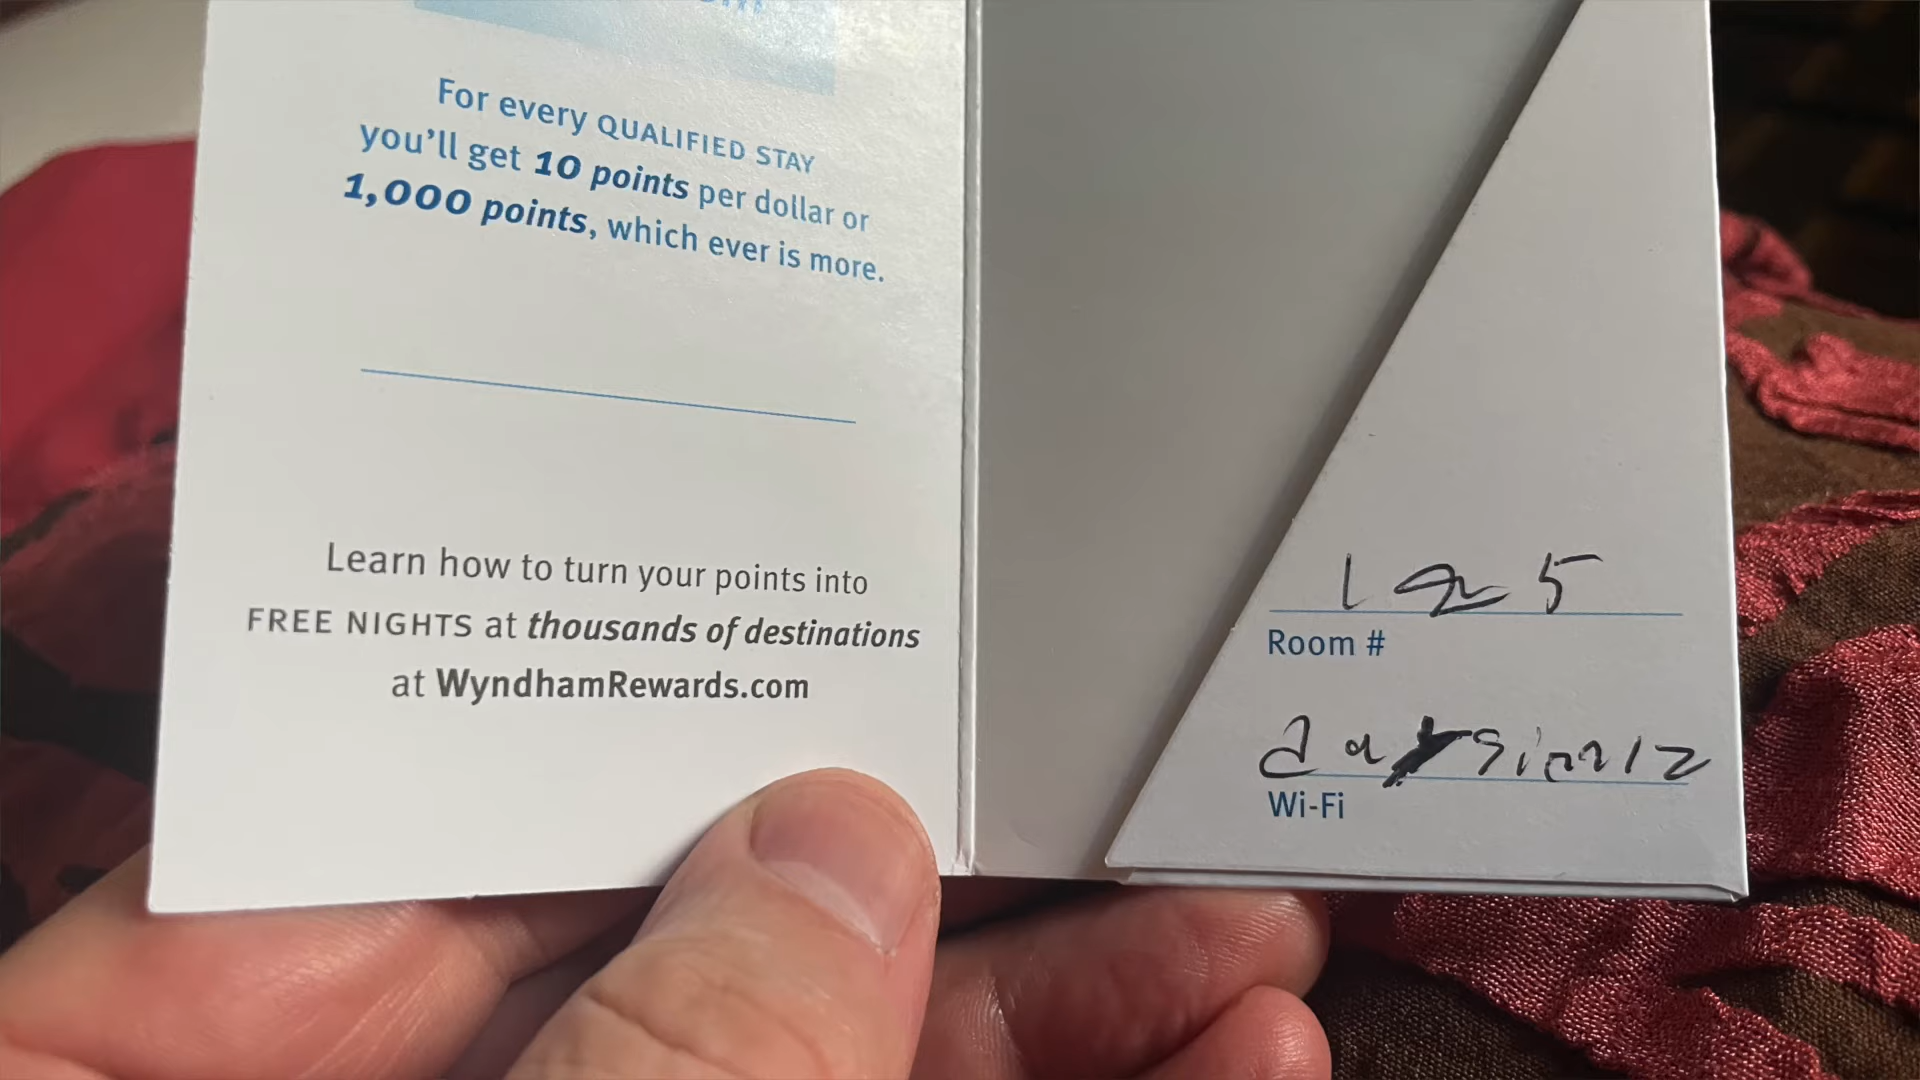 For every QUALIFIED STAY
you’ll get 10 points per dollar or
1,000 points, which ever is more.
Learn how to turn your points into
FREE NIGHTS at thousands of destinations
at WyndhamRewards.com
Room #
Wi-Fi